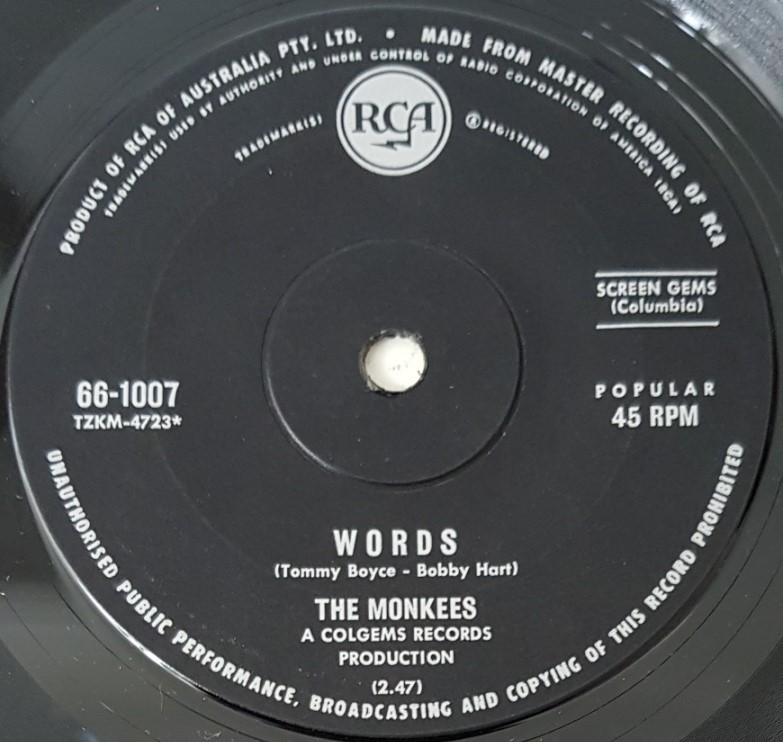 PRODUCT OF RCA OF AUSTRALIA PTY. LTD. • MADE FROM MASTER RECORDING OF RCA
TRADEMARK(S) USED BY AUTHORITY AND UNDER CONTROL OF RADIO CORPORATION OF AMERICA (RCA)
TRADEMARK(S) RCA ® REGISTERED
SCREEN GEMS
(Columbia)
66-1007
TZKM-4723*
POPULAR
45 RPM
WORDS
(Tommy Boyce - Bobby Hart)
THE MONKEES
A COLGEMS RECORDS
PRODUCTION
(2.47)
UNAUTHORISED PUBLIC PERFORMANCE, BROADCASTING AND COPYING OF THIS RECORD PROHIBITED